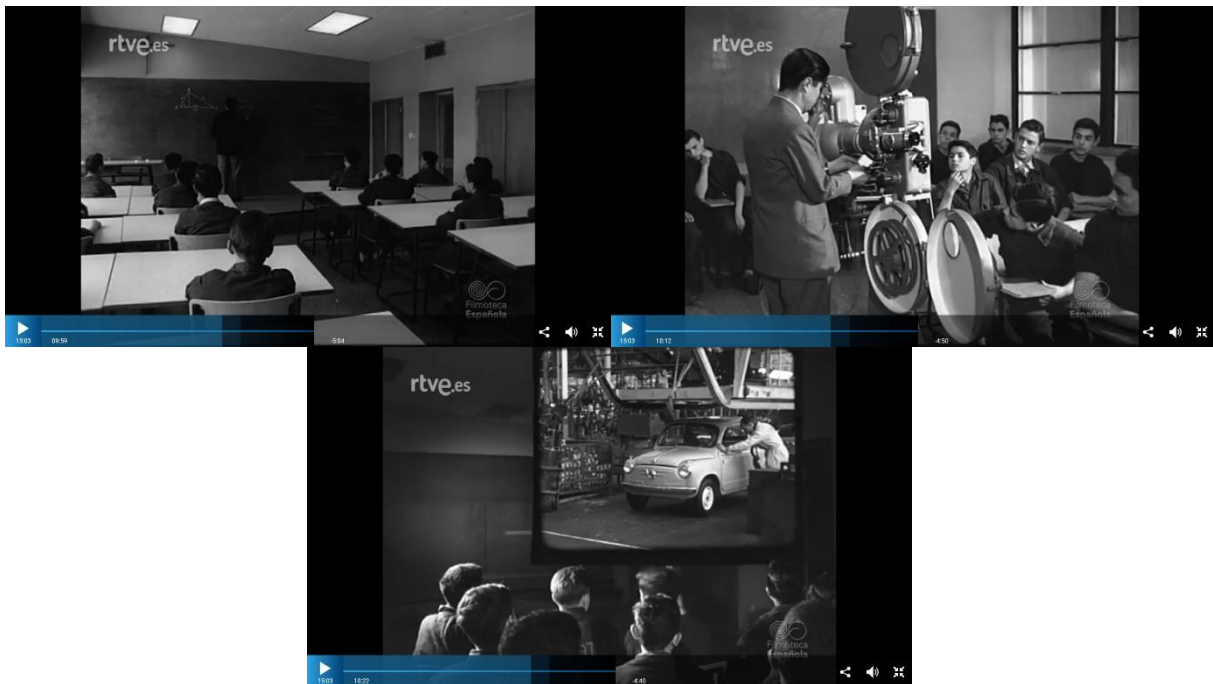 rtve.es
Filmoteca
Española
15:03
09:59
-5:04
rtve.es
Filmoteca
Española
15:03
10:12
-4:50
rtve.es
Filmoteca
Española
15:03
10:22
-4:40